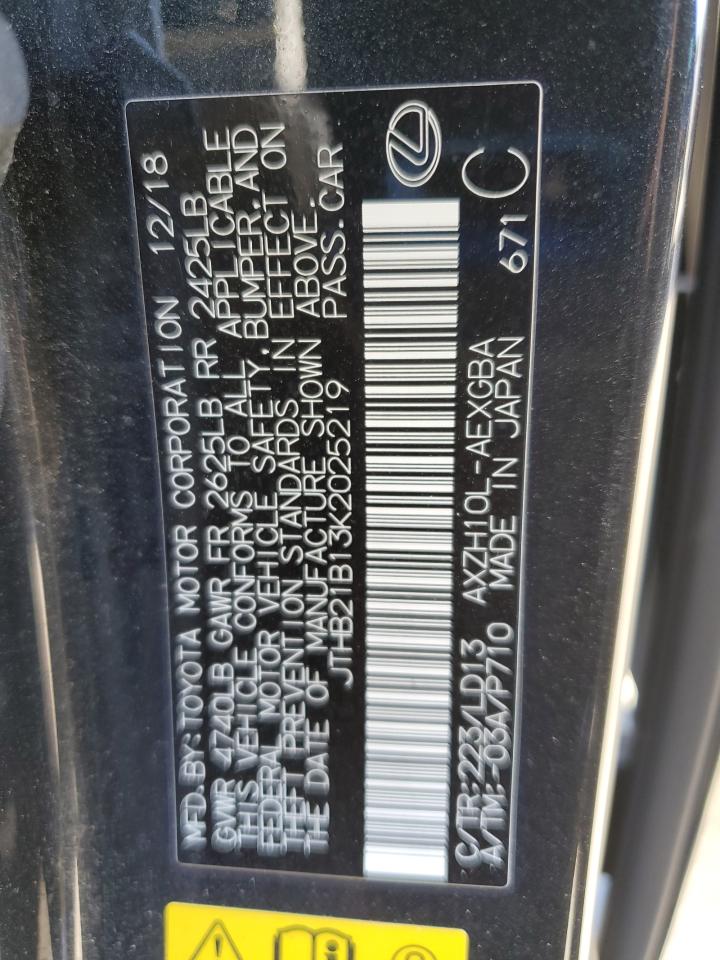 MFD.BY:TOYOTA MOTOR CORPORATION 12/18
GVWR 4740LB GAWR FR 2625LB RR 2425LB
THIS VEHICLE CONFORMS TO ALL APPLICABLE
FEDERAL MOTOR VEHICLE SAFETY,BUMPER,AND
THEFT PREVENTION STANDARDS IN EFFECT ON
THE DATE OF MANUFACTURE SHOWN ABOVE.
JTHB21B13K2025219 PASS.CAR
C/TR:223/LD13 AXZH10L-AEXGBA
A/TM:-03A/P710 MADE IN JAPAN 671 C